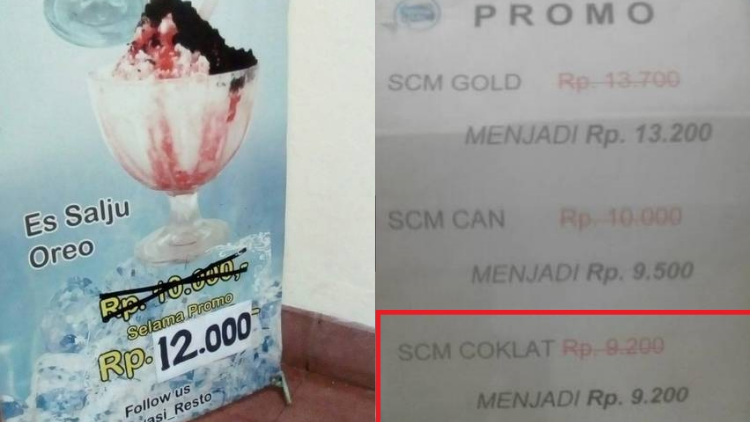 Es Salju
Oreo
Rp. 10.000,-
Selama Promo
Rp. 12.000-
Follow us
asi_Resto
PROMO
SCM GOLD Rp. 13.700
MENJADI Rp. 13.200
SCM CAN Rp. 10.000
MENJADI Rp. 9.500
SCM COKLAT Rp. 9.200
MENJADI Rp. 9.200